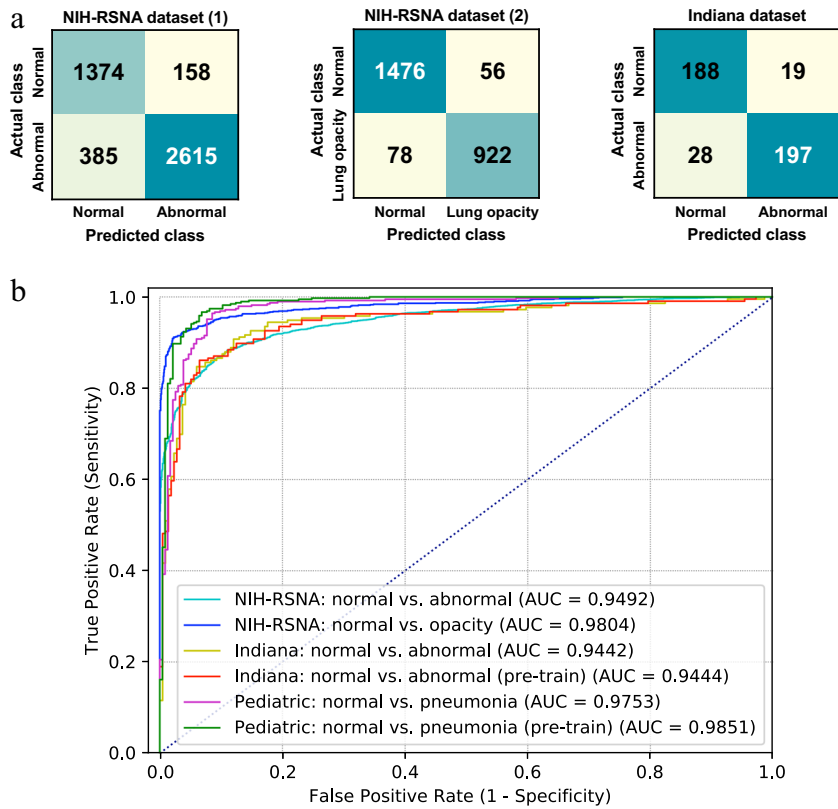 a
NIH-RSNA dataset (1)
Actual class
Normal
Abnormal
1374 158
385 2615
Normal Abnormal
Predicted class
NIH-RSNA dataset (2)
Actual class
Normal
Lung opacity
1476 56
78 922
Normal Lung opacity
Predicted class
Indiana dataset
Actual class
Normal
Abnormal
188 19
28 197
Normal Abnormal
Predicted class
b
True Positive Rate (Sensitivity)
1.0
0.8
0.6
0.4
0.2
0.0
NIH-RSNA: normal vs. abnormal (AUC = 0.9492)
NIH-RSNA: normal vs. opacity (AUC = 0.9804)
Indiana: normal vs. abnormal (AUC = 0.9442)
Indiana: normal vs. abnormal (pre-train) (AUC = 0.9444)
Pediatric: normal vs. pneumonia (AUC = 0.9753)
Pediatric: normal vs. pneumonia (pre-train) (AUC = 0.9851)
0.0 0.2 0.4 0.6 0.8 1.0
False Positive Rate (1 - Specificity)